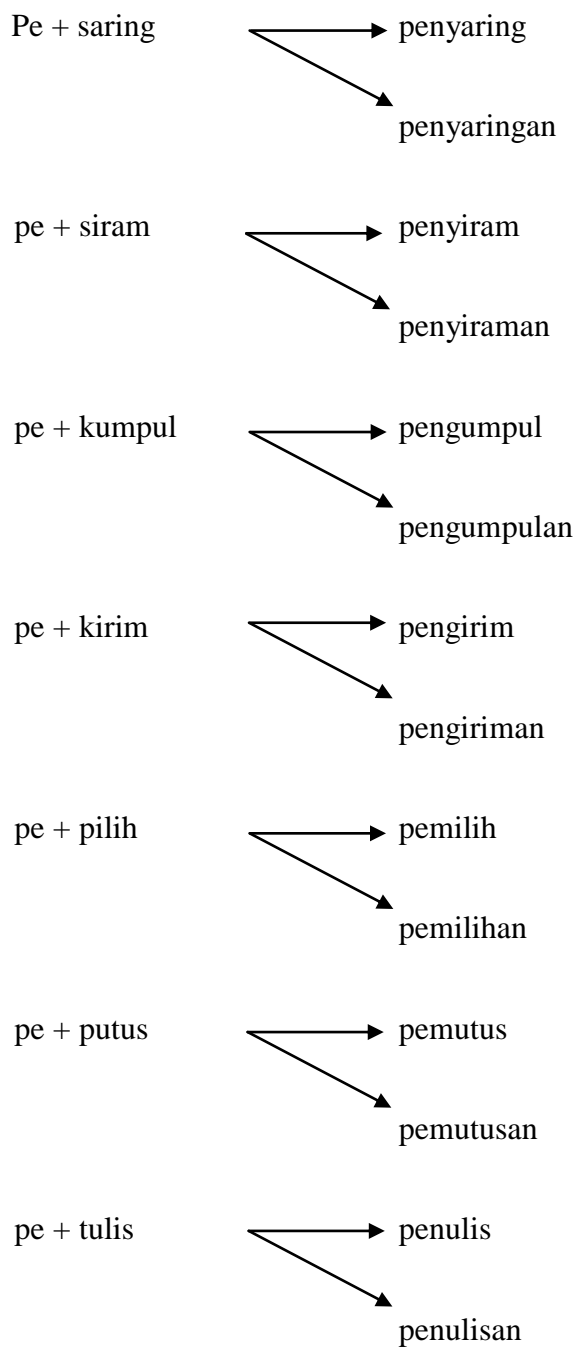 Pe + saring penyaring
penyaringan
pe + siram penyiram
penyiraman
pe + kumpul pengumpul
pengumpulan
pe + kirim pengirim
pengiriman
pe + pilih pemilih
pemilihan
pe + putus pemutus
pemutusan
pe + tulis penulis
penulisan